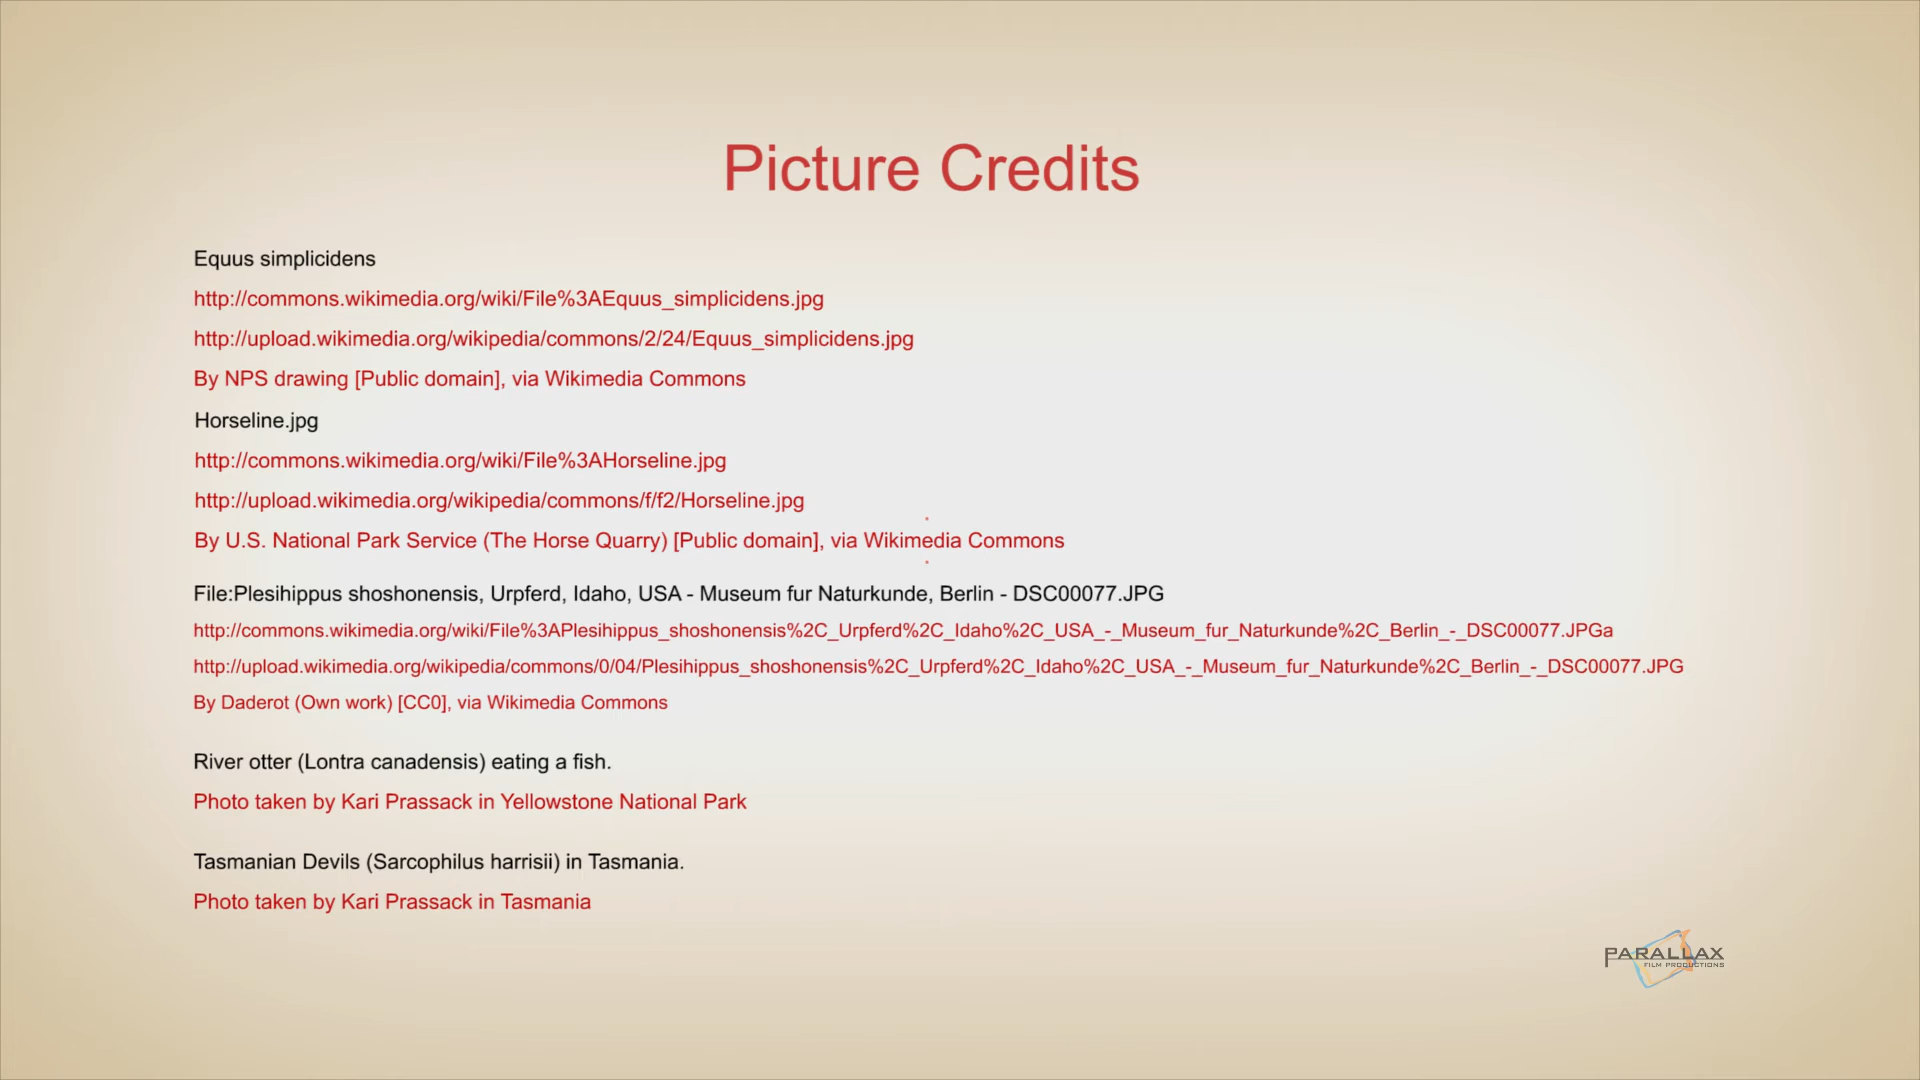 Picture Credits
Equus simplicidens
http://commons.wikimedia.org/wiki/File%3AEquus_simplicidens.jpg
http://upload.wikimedia.org/wikipedia/commons/2/24/Equus_simplicidens.jpg
By NPS drawing [Public domain], via Wikimedia Commons
Horseline.jpg
http://commons.wikimedia.org/wiki/File%3AHorseline.jpg
http://upload.wikimedia.org/wikipedia/commons/f/f2/Horseline.jpg
By U.S. National Park Service (The Horse Quarry) [Public domain], via Wikimedia Commons
File:Plesihippus shoshonensis, Urpferd, Idaho, USA - Museum fur Naturkunde, Berlin - DSC00077.JPG
http://commons.wikimedia.org/wiki/File%3APlesihippus_shoshonensis%2C_Urpferd%2C_Idaho%2C_USA_-_Museum_fur_Naturkunde%2C_Berlin_-_DSC00077.JPGa
http://upload.wikimedia.org/wikipedia/commons/0/04/Plesihippus_shoshonensis%2C_Urpferd%2C_Idaho%2C_USA_-_Museum_fur_Naturkunde%2C_Berlin_-_DSC00077.JPG
By Daderot (Own work) [CC0], via Wikimedia Commons
River otter (Lontra canadensis) eating a fish.
Photo taken by Kari Prassack in Yellowstone National Park
Tasmanian Devils (Sarcophilus harrisii) in Tasmania.
Photo taken by Kari Prassack in Tasmania
PARALLAX
FILM PRODUCTIONS